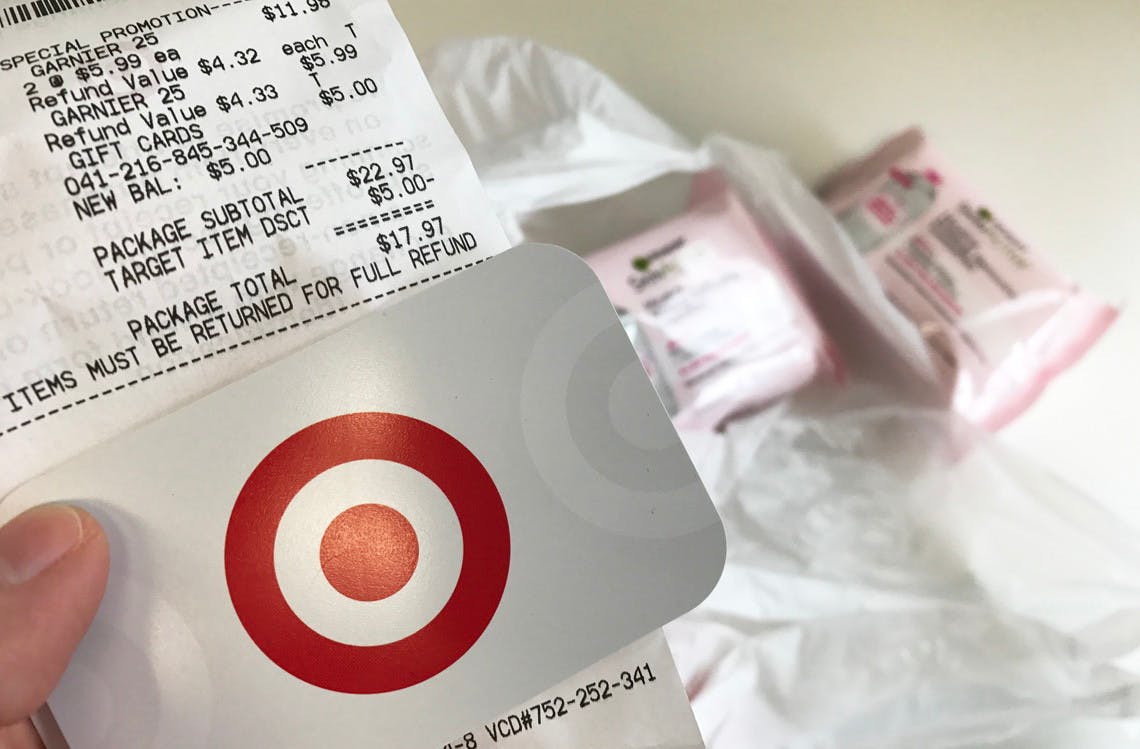 SPECIAL PROMOTION----
GARNIER 25 $11.98
2 @ $5.99 ea
Refund Value $4.32 each T
GARNIER 25 $5.99
Refund Value $4.33 T
GIFT CARDS $5.00
041-216-845-344-509
NEW BAL: $5.00
----------
PACKAGE SUBTOTAL $22.97
TARGET ITEM DSCT $5.00-
=========
PACKAGE TOTAL $17.97
ITEMS MUST BE RETURNED FOR FULL REFUND
VCD#752-252-341